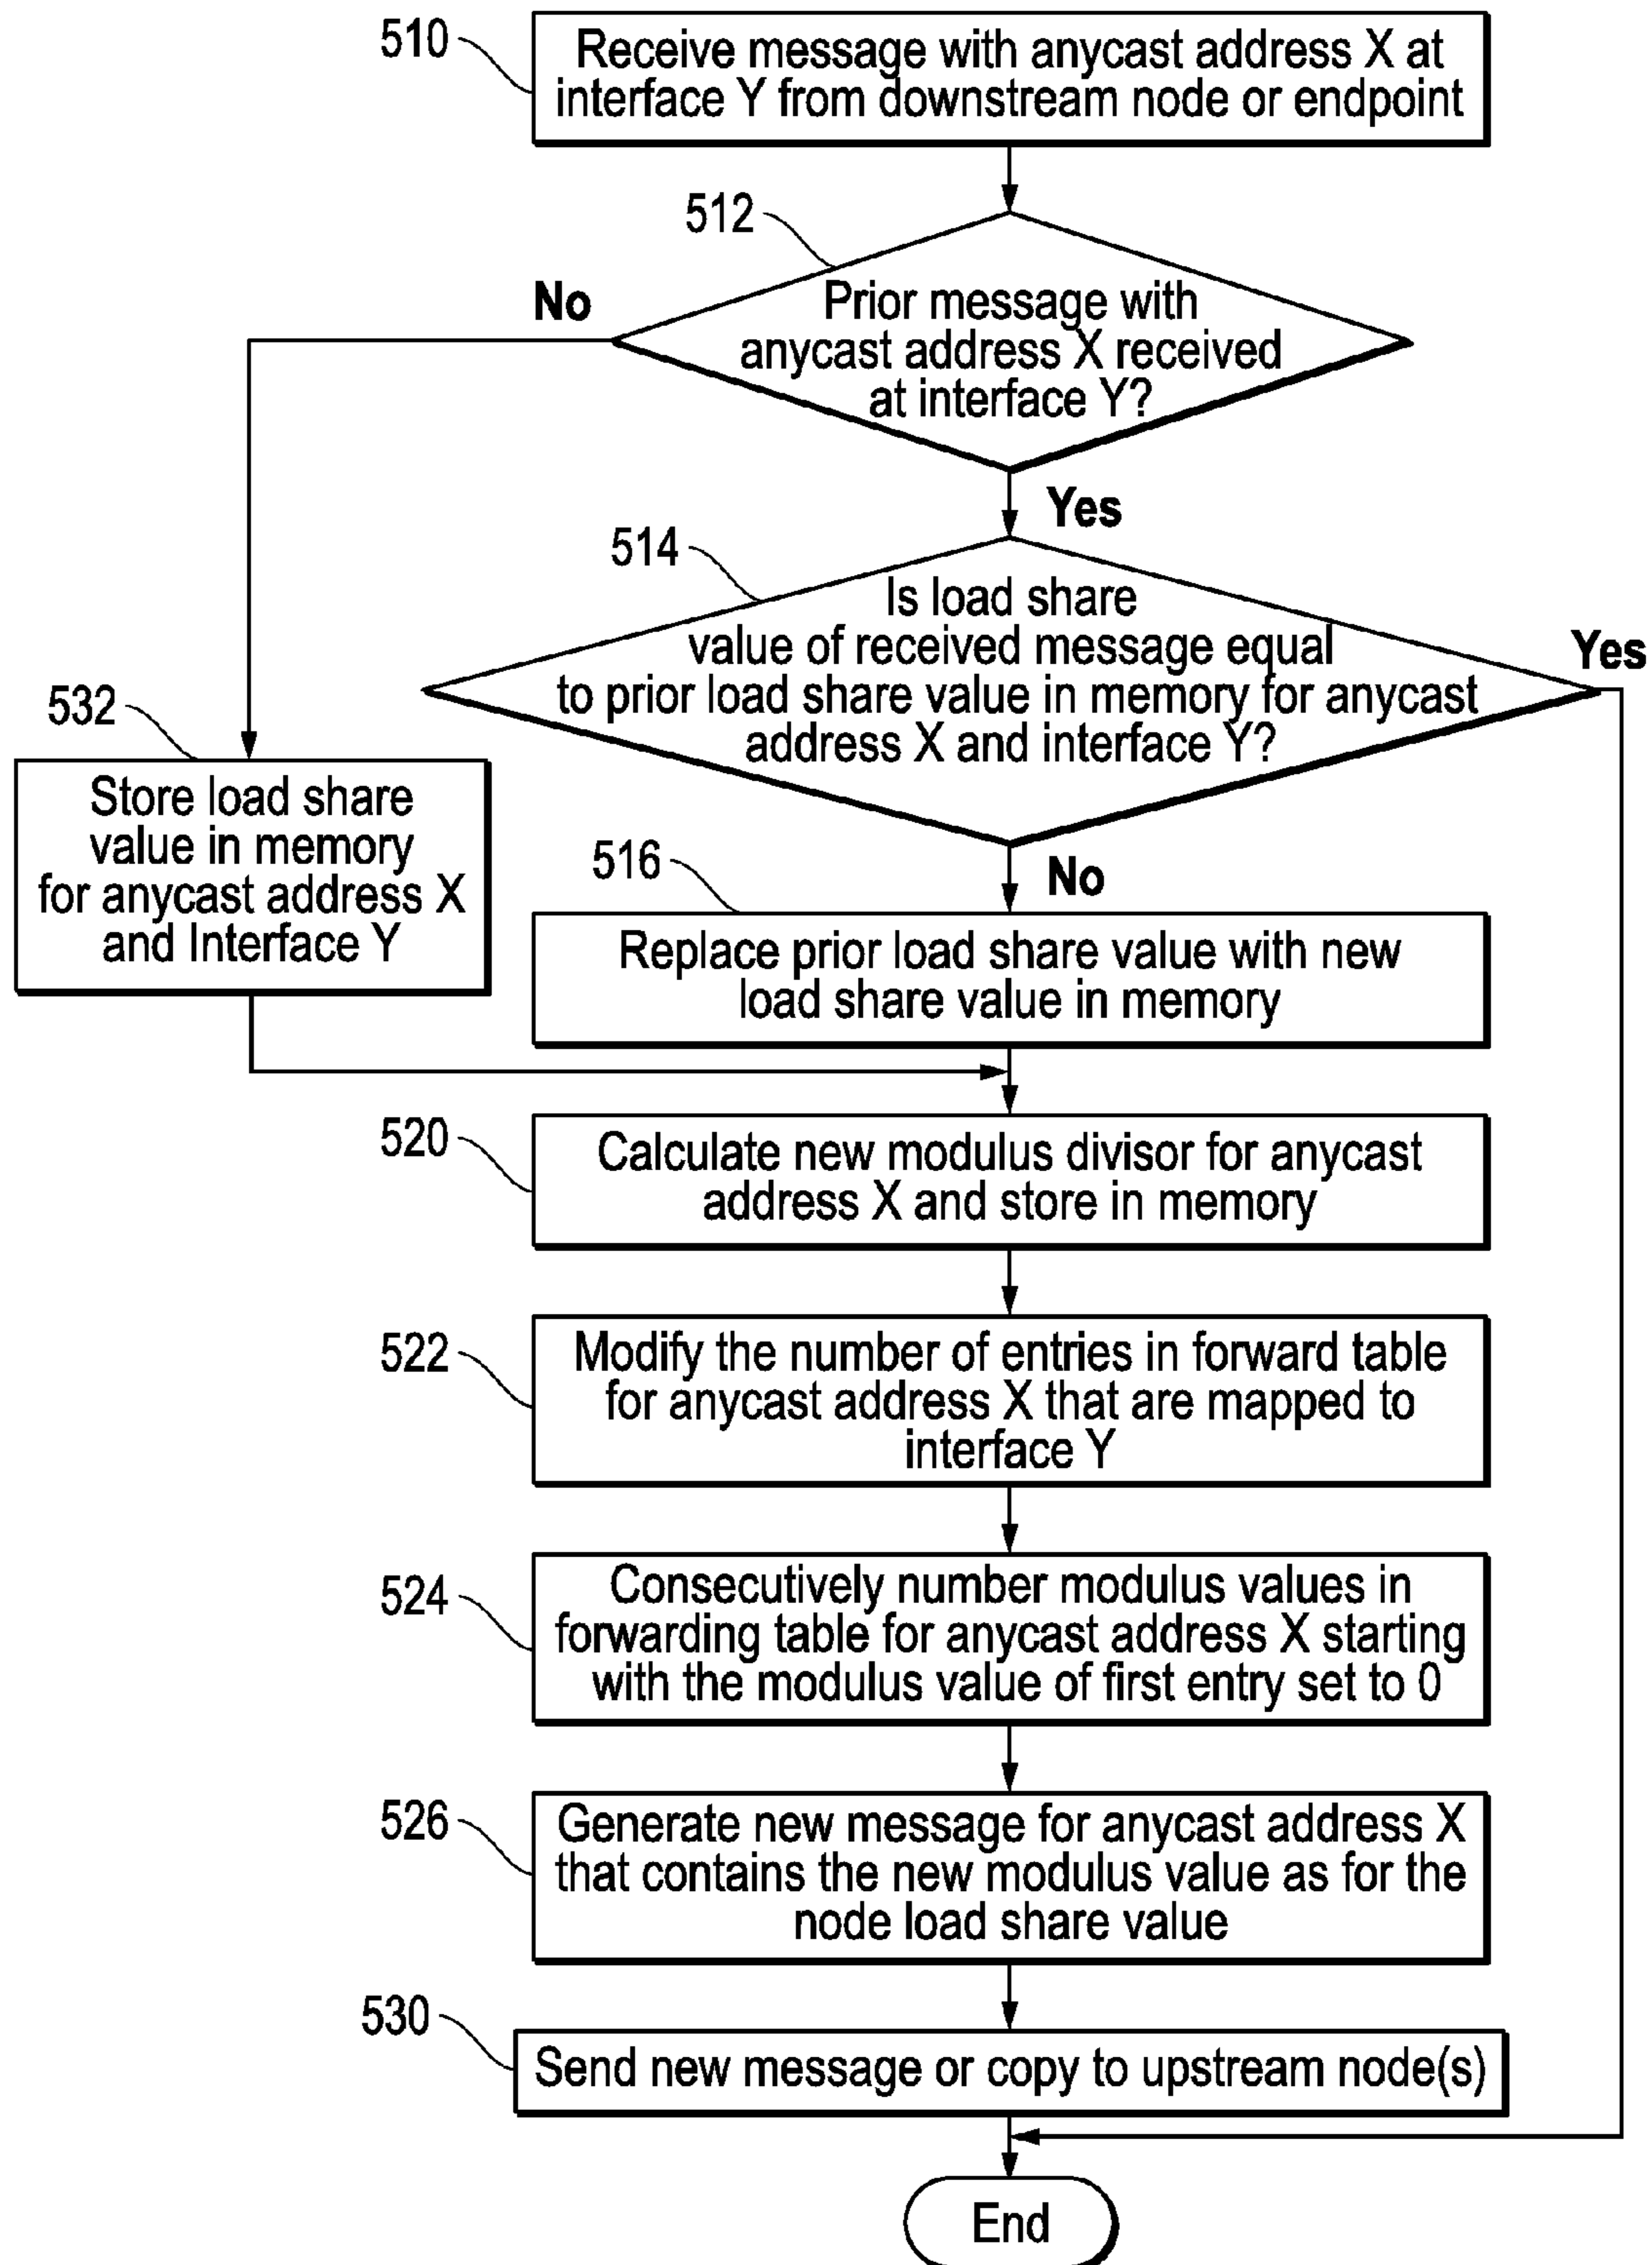 510
Receive message with anycast address X at
interface Y from downstream node or endpoint
512
No
Prior message with
anycast address X received
at interface Y?
Yes
514
Is load share
value of received message equal
to prior load share value in memory for anycast
address X and interface Y?
Yes
532
Store load share
value in memory
for anycast address X
and Interface Y
516
No
Replace prior load share value with new
load share value in memory
520
Calculate new modulus divisor for anycast
address X and store in memory
522
Modify the number of entries in forward table
for anycast address X that are mapped to
interface Y
524
Consecutively number modulus values in
forwarding table for anycast address X starting
with the modulus value of first entry set to 0
526
Generate new message for anycast address X
that contains the new modulus value as for the
node load share value
530
Send new message or copy to upstream node(s)
End